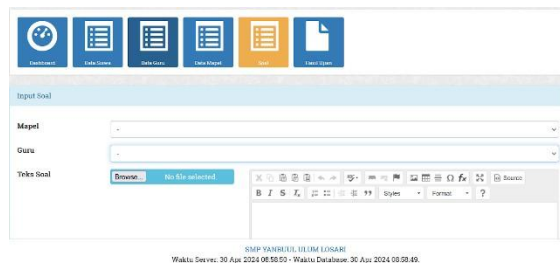 Dashboard Data Siswa Data Guru Data Mapel Soal Hasil Ujian
Input Soal
Mapel -
Guru -
Teks Soal Browse... No file selected.
Source
B I S Ix Styles Format ?
SMP YANBUUL ULUM LOSARI
Waktu Server: 30 Apr 2024 08:58:50 - Waktu Database: 30 Apr 2024 08:58:49.